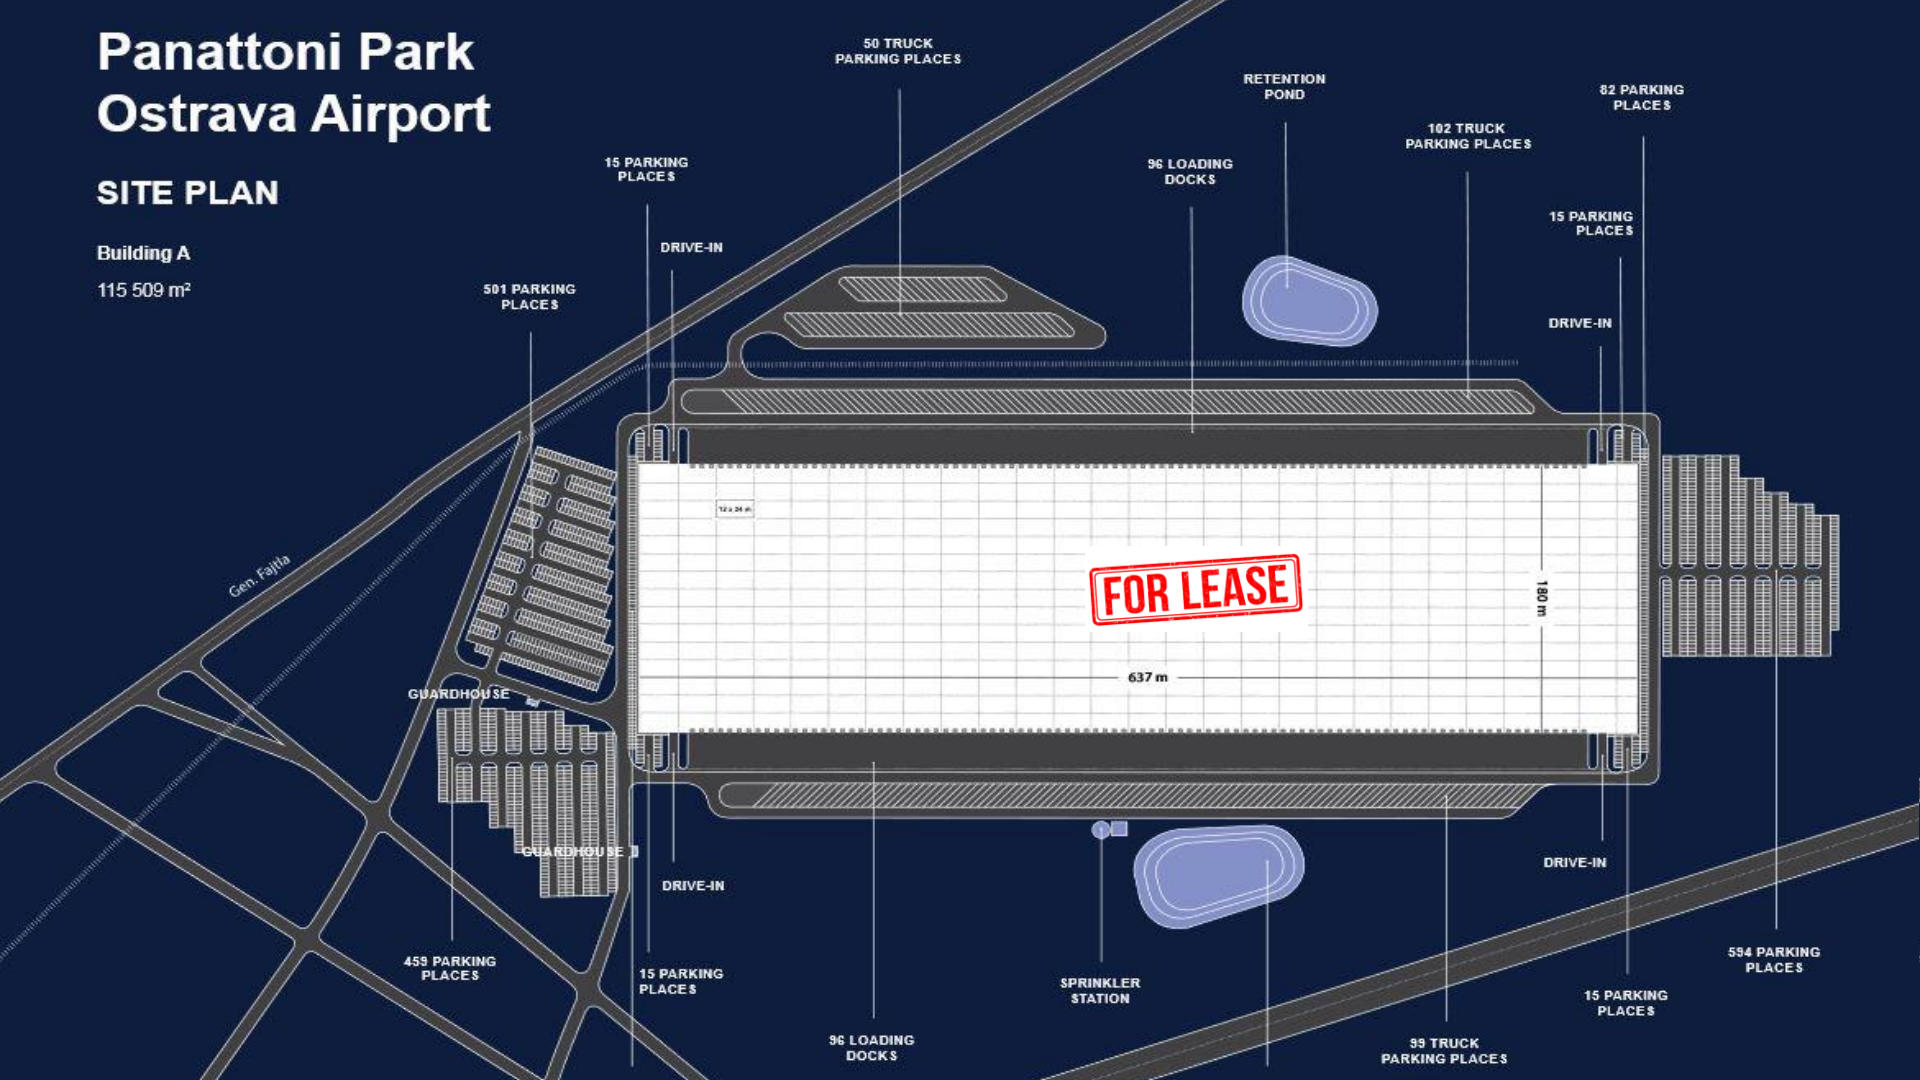 Panattoni Park
Ostrava Airport
SITE PLAN
Building A
115 509 m²
50 TRUCK
PARKING PLACES
RETENTION
POND
82 PARKING
PLACES
102 TRUCK
PARKING PLACES
15 PARKING
PLACES
96 LOADING
DOCKS
15 PARKING
PLACES
DRIVE-IN
501 PARKING
PLACES
DRIVE-IN
12 x 24 m
Gen. Fajtla
FOR LEASE
180 m
637 m
GUARDHOUSE
GUARDHOUSE
DRIVE-IN
DRIVE-IN
459 PARKING
PLACES
15 PARKING
PLACES
SPRINKLER
STATION
594 PARKING
PLACES
15 PARKING
PLACES
96 LOADING
DOCKS
99 TRUCK
PARKING PLACES